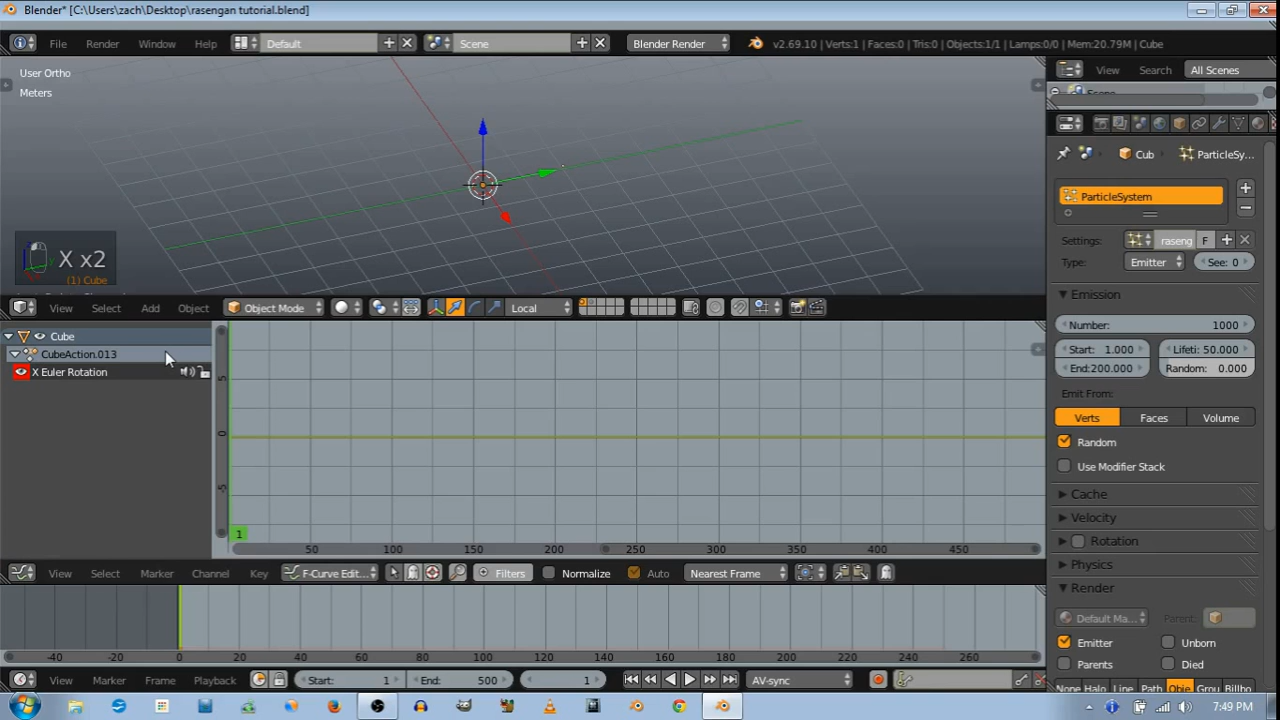 Blender* [C:\Users\zach\Desktop\rasengan tutorial.blend]
File Render Window Help Default Scene Blender Render v2.69.10 | Verts:1 | Faces:0 | Tris:0 | Objects:1/1 | Lamps:0/0 | Mem:20.79M | Cube
User Ortho
Meters
X x2
(1) Cube
View Select Add Object Object Mode Local
Cube
CubeAction.013
X Euler Rotation
5
0
-5
1
50 100 150 200 250 300 350 400 450
View Select Marker Channel Key F-Curve Edit... Filters Normalize Auto Nearest Frame
-40 -20 0 20 40 60 80 100 120 140 160 180 200 220 240 260
View Marker Frame Playback Start: 1 End: 500 1 AV-sync
View Search All Scenes
Scene
Cub ParticleSy...
ParticleSystem
Settings: raseng F
Type: Emitter See: 0
Emission
Number: 1000
Start: 1.000 Lifeti: 50.000
End:200.000 Random: 0.000
Emit From:
Verts Faces Volume
Random
Use Modifier Stack
Cache
Velocity
Rotation
Physics
Render
Default Ma... Parent:
Emitter Unborn
Parents Died
None Halo Line Path Obje Grou Billbo
7:49 PM